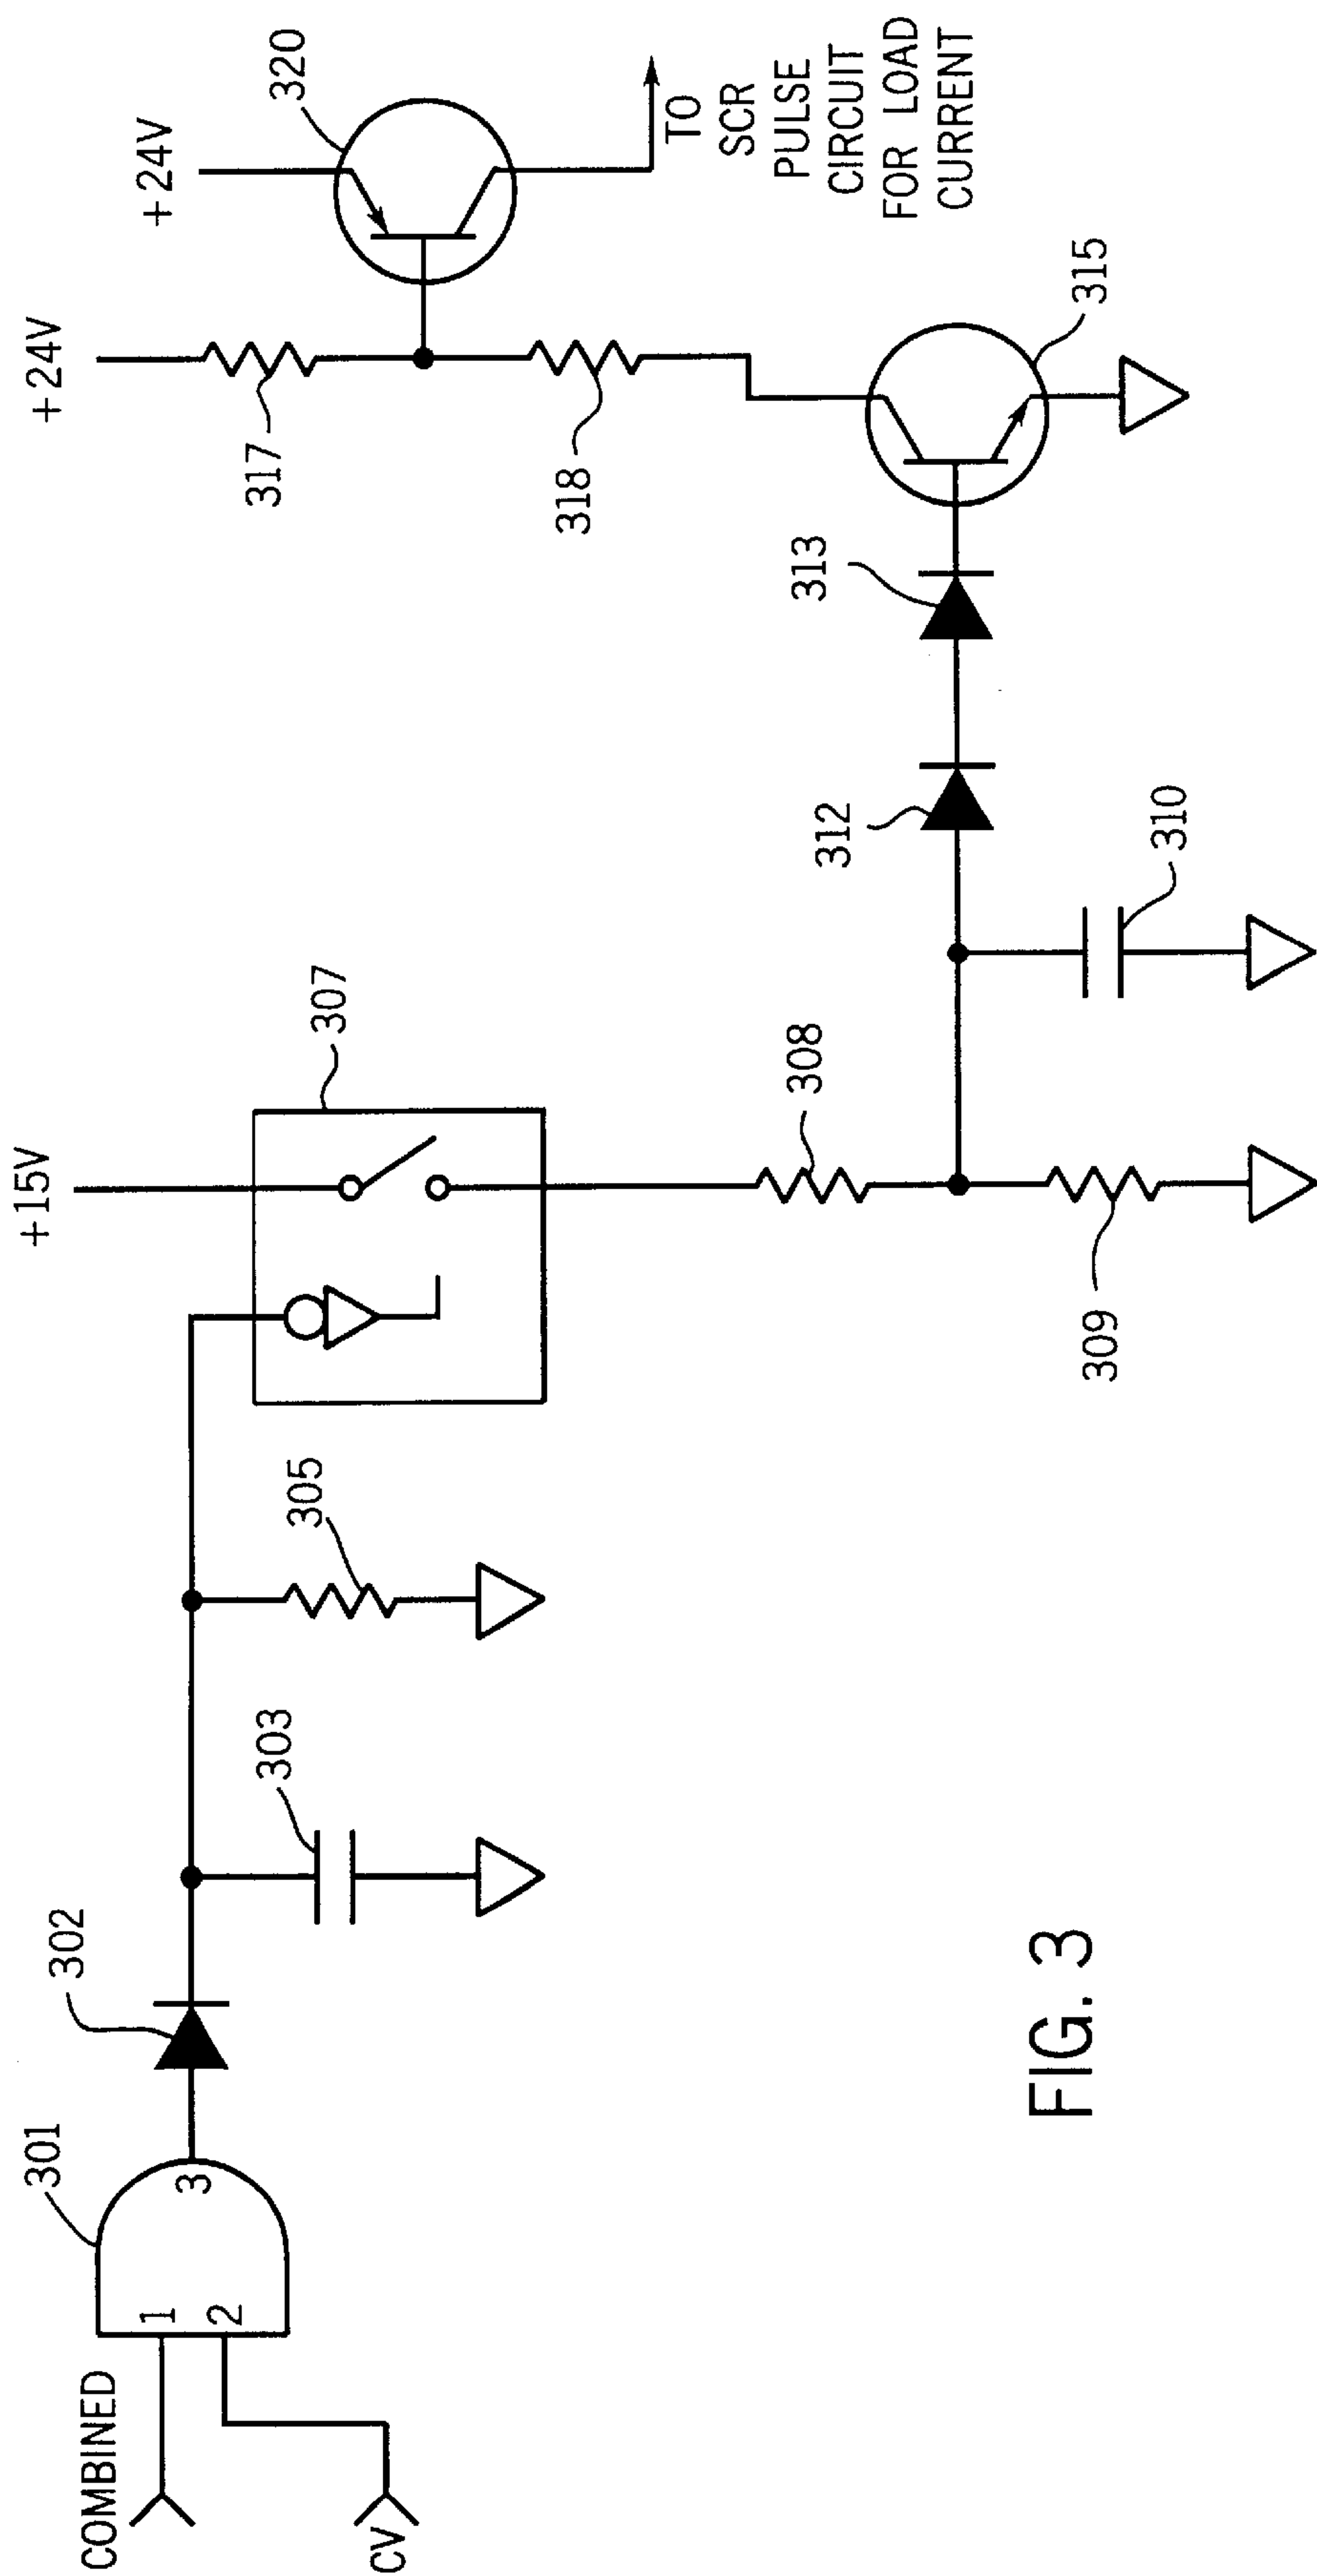 COMBINED
CV
1
2
3
301
302
303
305
+15V
307
308
309
310
312
313
315
+24V
317
318
+24V
320
TO
SCR
PULSE
CIRCUIT
FOR LOAD
CURRENT
FIG. 3